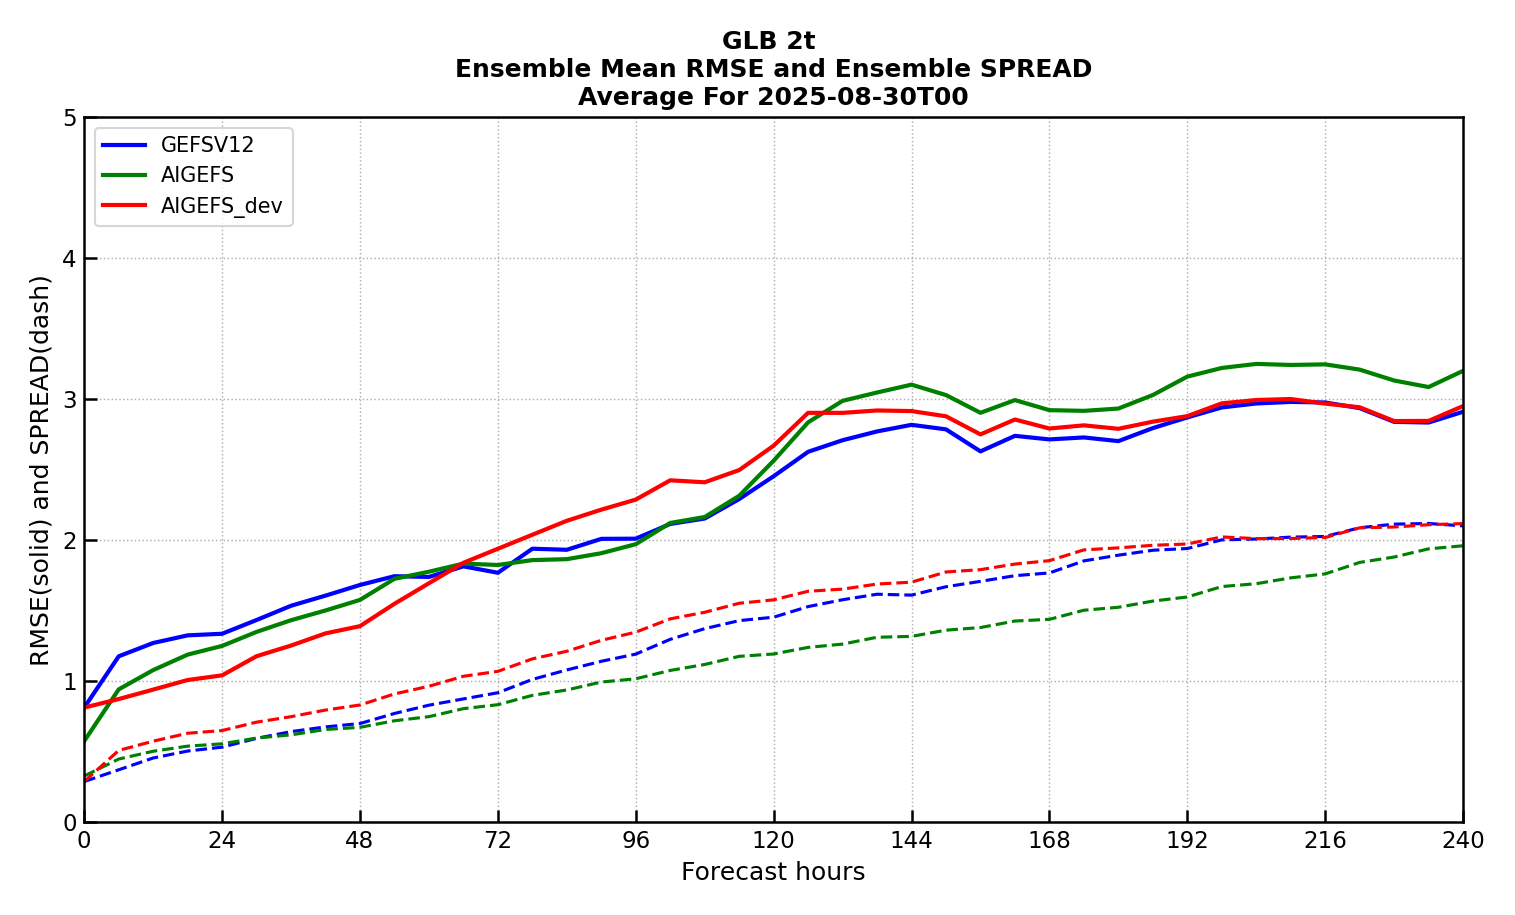 GLB 2t
Ensemble Mean RMSE and Ensemble SPREAD
Average For 2025-08-30T00
GEFSV12
AIGEFS
AIGEFS_dev
RMSE(solid) and SPREAD(dash)
5
4
3
2
1
0
0 24 48 72 96 120 144 168 192 216 240
Forecast hours